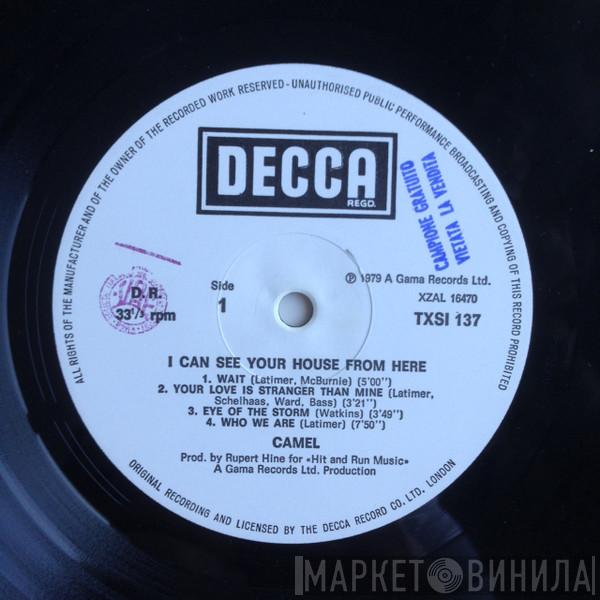 ALL RIGHTS OF THE MANUFACTURER AND OF THE OWNER OF THE RECORDED WORK RESERVED - UNAUTHORISED PUBLIC PERFORMANCE BROADCASTING AND COPYING OF THIS RECORD PROHIBITED
DECCA
REGD.
CAMPIONE GRATUITO
VIETATA LA VENDITA
℗ 1979 A Gama Records Ltd.
XZAL 16470
TXSI 137
Side
1
D.R.
33⅓ rpm
I CAN SEE YOUR HOUSE FROM HERE
1. WAIT (Latimer, McBurnie) (5'00'')
2. YOUR LOVE IS STRANGER THAN MINE (Latimer,
Schelhaas, Ward, Bass) (3'21'')
3. EYE OF THE STORM (Watkins) (3'49'')
4. WHO WE ARE (Latimer) (7'50'')
CAMEL
Prod. by Rupert Hine for «Hit and Run Music»
A Gama Records Ltd. Production
ORIGINAL RECORDING AND LICENSED BY THE DECCA RECORD CO. LTD. LONDON
МАРКЕТ ВИНИЛА